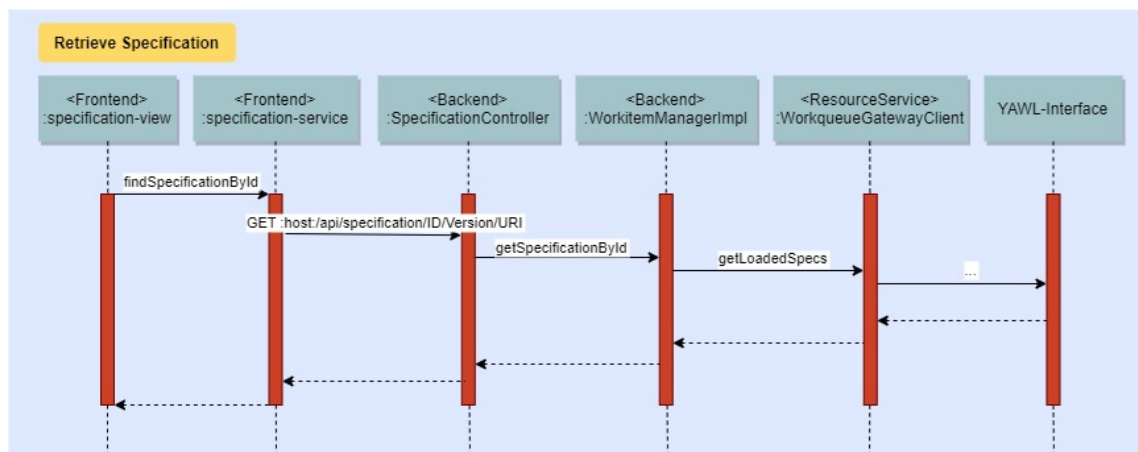 Retrieve Specification
<Frontend>
:specification-view
<Frontend>
:specification-service
<Backend>
:SpecificationController
<Backend>
:WorkitemManagerImpl
<ResourceService>
:WorkqueueGatewayClient
YAWL-Interface
findSpecificationById
GET :host:/api/specification/ID/Version/URI
getSpecificationById
getLoadedSpecs
...